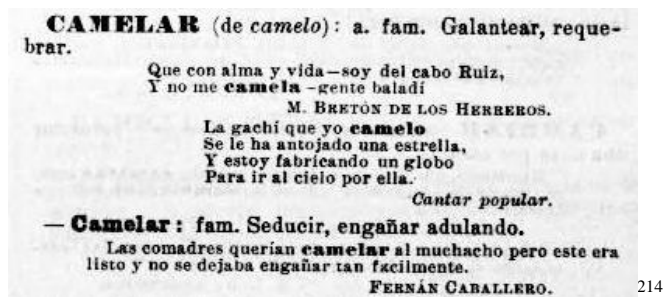 CAMELAR (de camelo): a. fam. Galantear, reque-
brar.
Que con alma y vida—soy del cabo Ruiz,
Y no me camela –gente baladí
M. BRETÓN DE LOS HERREROS.
La gachí que yo camelo
Se le ha antojado una estrella,
Y estoy fabricando un globo
Para ir al cielo por ella.
Cantar popular.
— Camelar: fam. Seducir, engañar adulando.
Las comadres querían camelar al muchacho pero este era
listo y no se dejaba engañar tan facilmente.
FERNÁN CABALLERO.
214